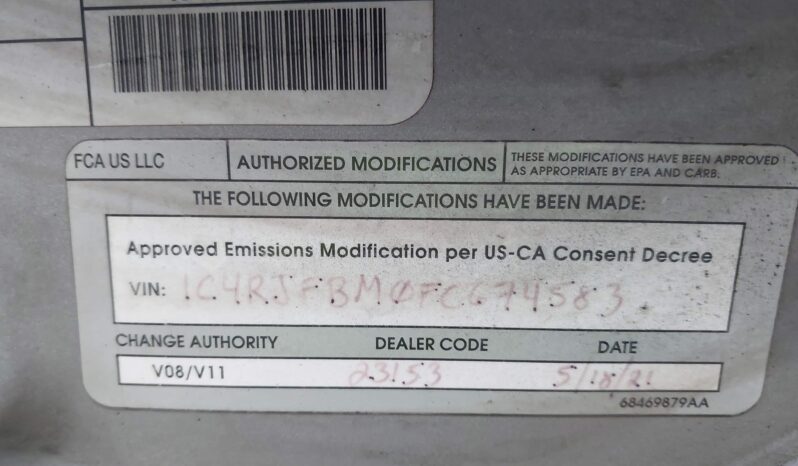 FCA US LLC
AUTHORIZED MODIFICATIONS
THESE MODIFICATIONS HAVE BEEN APPROVED
AS APPROPRIATE BY EPA AND CARB.
THE FOLLOWING MODIFICATIONS HAVE BEEN MADE:
Approved Emissions Modification per US-CA Consent Decree
VIN: 1C4RJFBM0FC674583
CHANGE AUTHORITY DEALER CODE DATE
V08/V11 23153 5/18/21
68469879AA